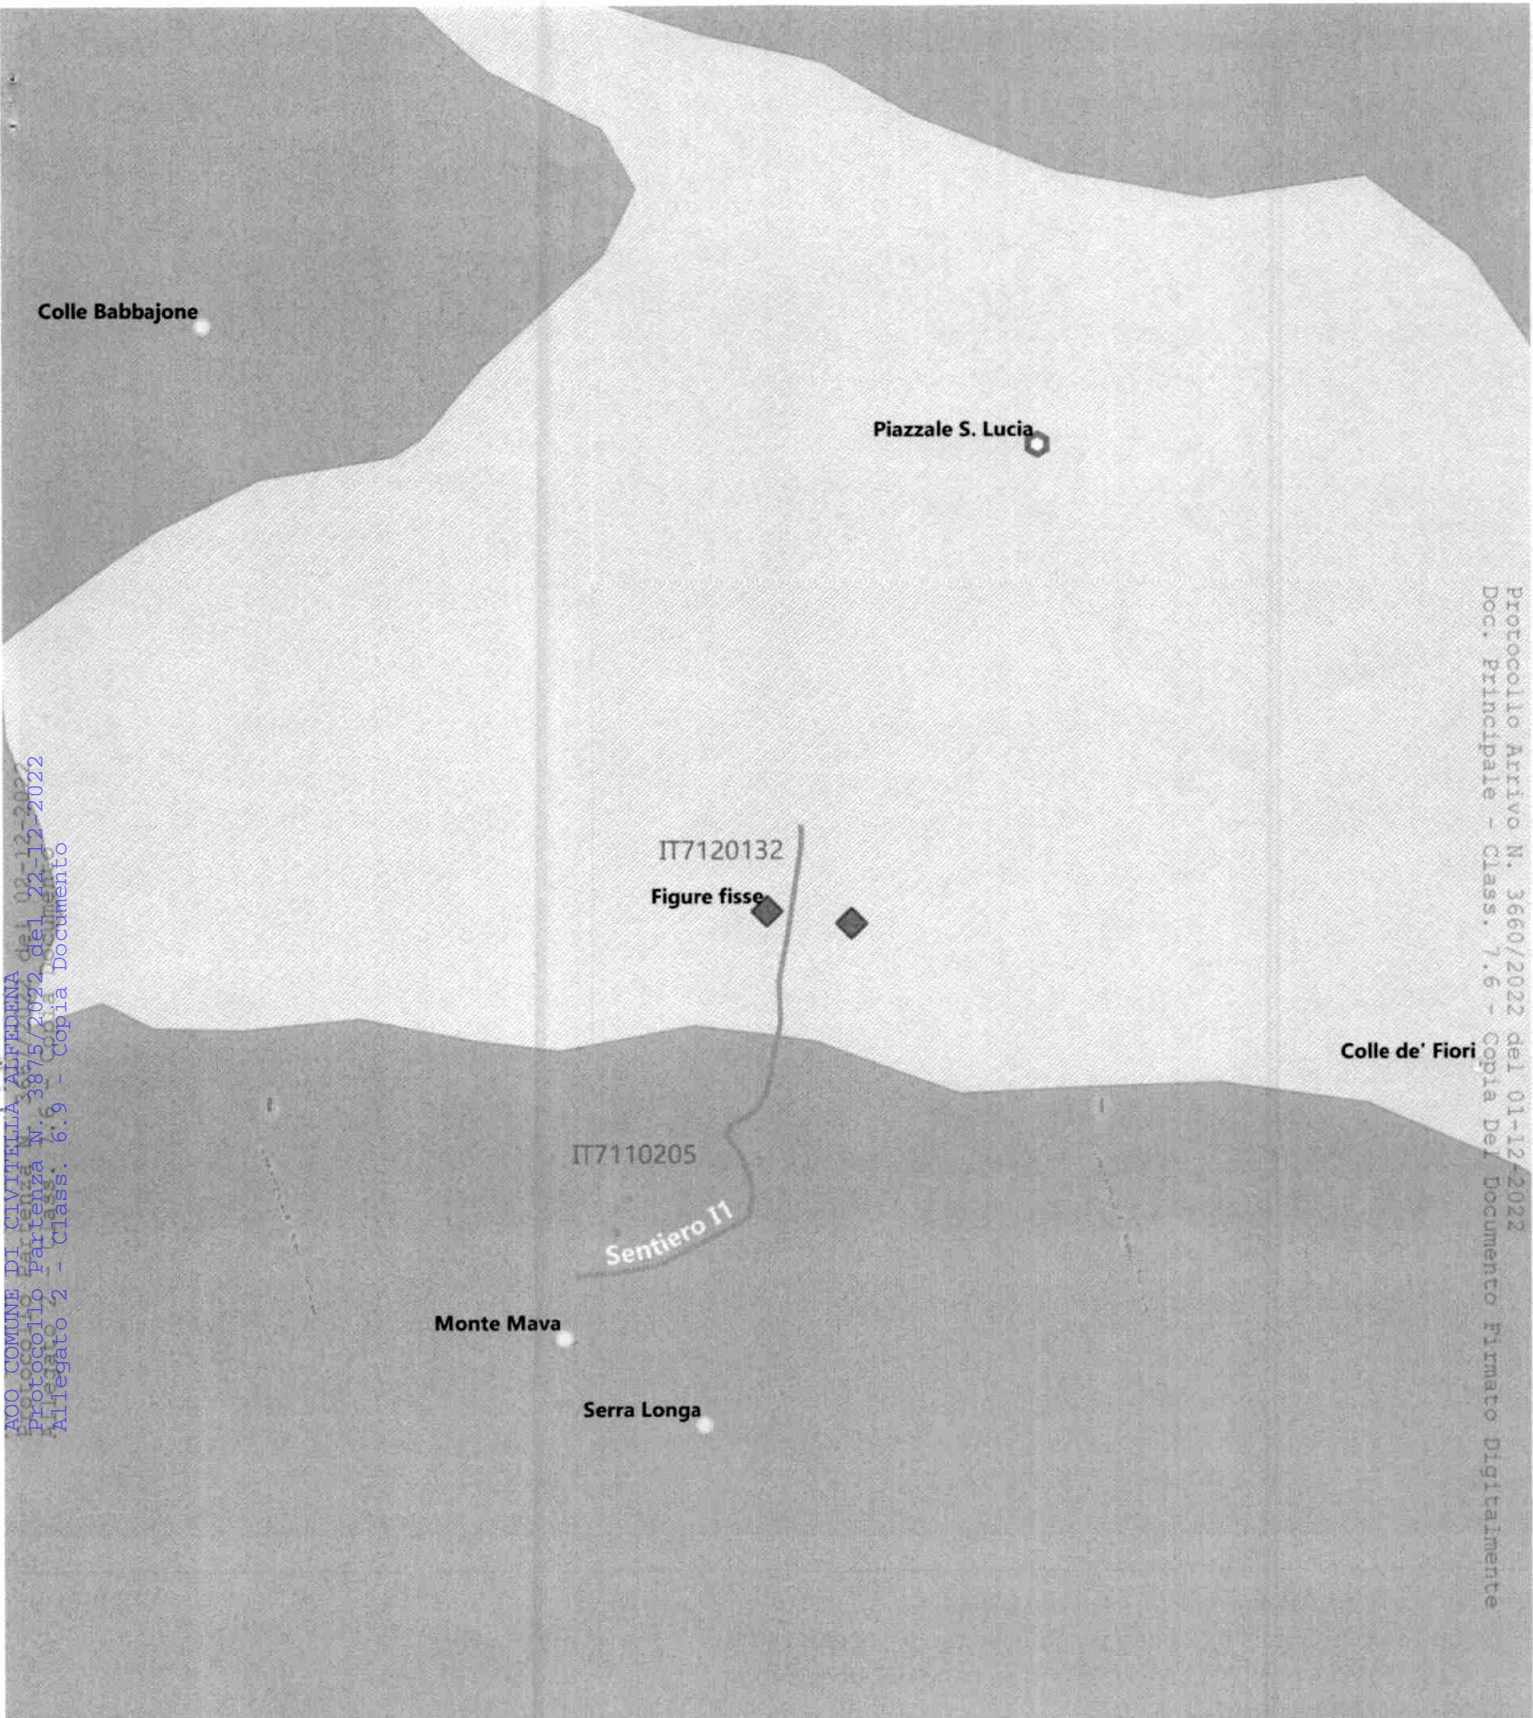 Colle Babbajone
Piazzale S. Lucia
IT7120132
Figure fisse
Colle de' Fiori
IT7110205
Sentiero I1
Monte Mava
Serra Longa
Protocollo Arrivo N. 3660/2022 del 01-12-2022
Doc. Principale - Class. 7.6 - Copia Del Documento Firmato Digitalmente
AOO COMUNE DI CIVITELLA ALFEDENA
Protocollo Partenza N. 3875/2022 del 22-12-2022
Allegato 2 - Class. 6.9 - Copia Documento